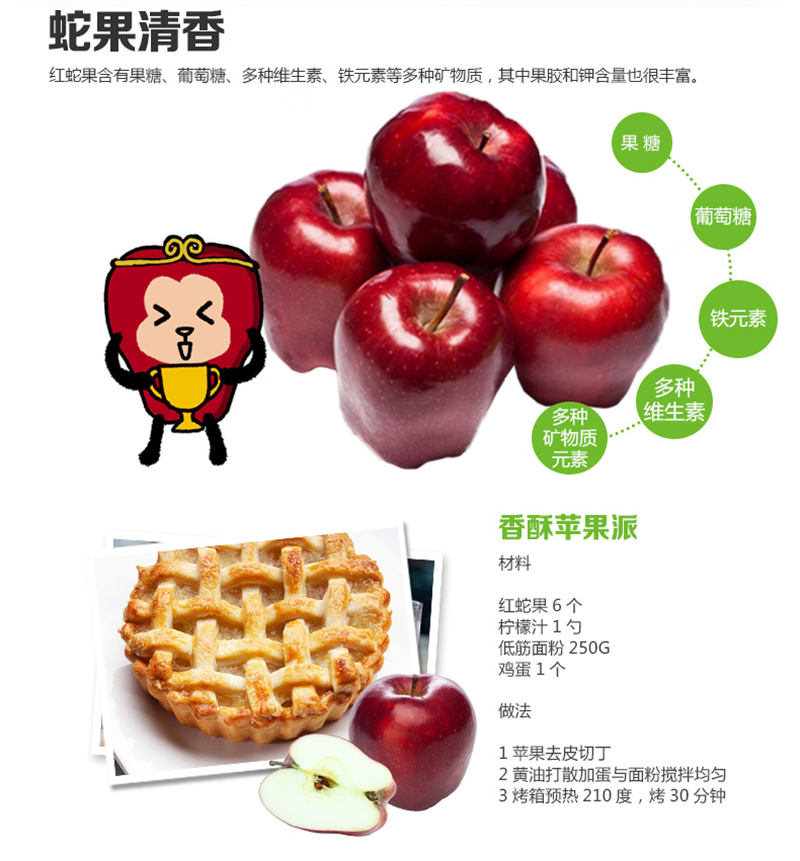 蛇果清香
红蛇果含有果糖、葡萄糖、多种维生素、铁元素等多种矿物质，其中果胶和钾含量也很丰富。
果 糖
葡萄糖
铁元素
多种
维生素
多种
矿物质
元素
香酥苹果派
材料
红蛇果 6 个
柠檬汁 1 勺
低筋面粉 250G
鸡蛋 1 个
做法
1 苹果去皮切丁
2 黄油打散加蛋与面粉搅拌均匀
3 烤箱预热 210 度，烤 30 分钟